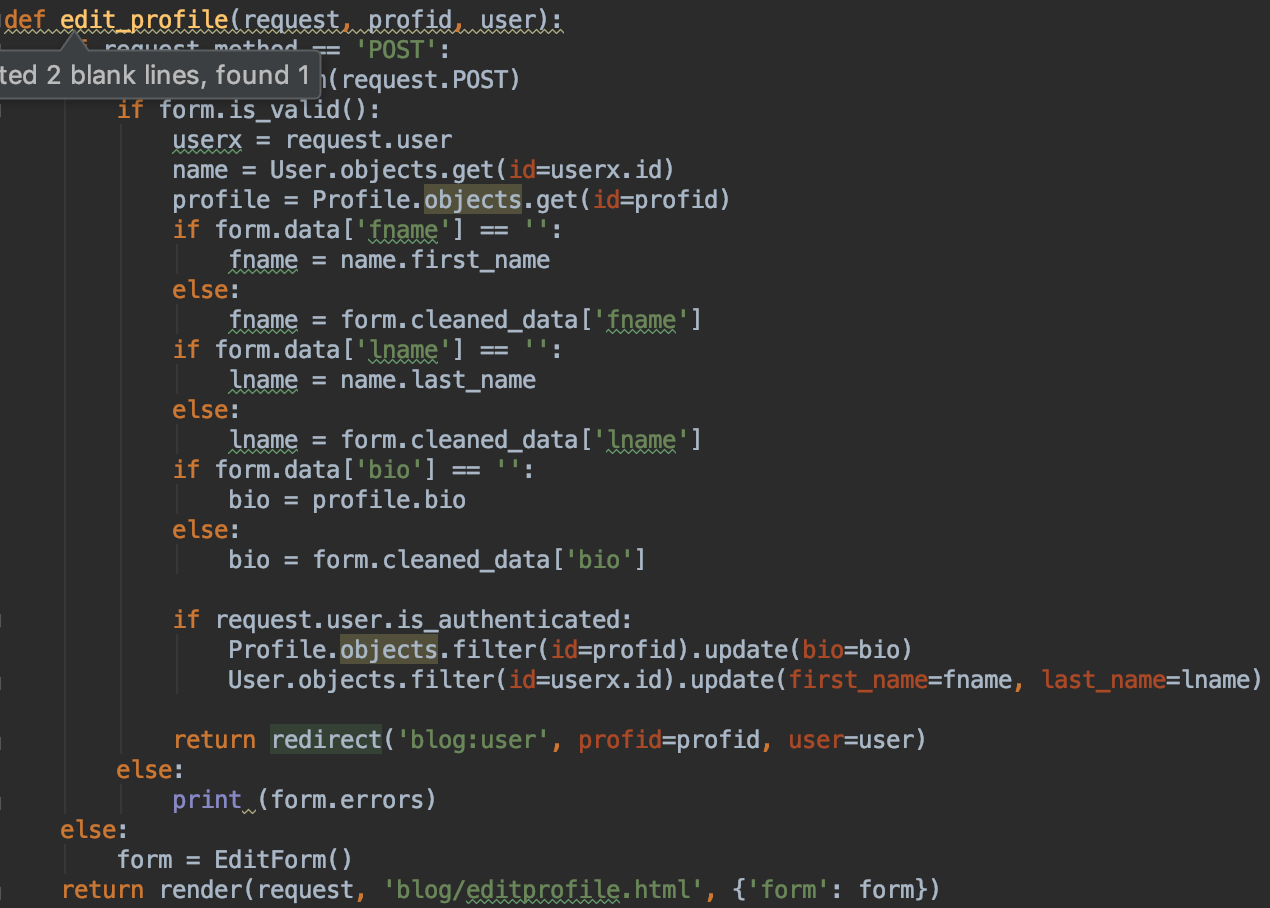 def edit_profile(request, profid, user):
request.method == 'POST':
ted 2 blank lines, found 1
(request.POST)
if form.is_valid():
userx = request.user
name = User.objects.get(id=userx.id)
profile = Profile.objects.get(id=profid)
if form.data['fname'] == '':
fname = name.first_name
else:
fname = form.cleaned_data['fname']
if form.data['lname'] == '':
lname = name.last_name
else:
lname = form.cleaned_data['lname']
if form.data['bio'] == '':
bio = profile.bio
else:
bio = form.cleaned_data['bio']
if request.user.is_authenticated:
Profile.objects.filter(id=profid).update(bio=bio)
User.objects.filter(id=userx.id).update(first_name=fname, last_name=lname)
return redirect('blog:user', profid=profid, user=user)
else:
print (form.errors)
else:
form = EditForm()
return render(request, 'blog/editprofile.html', {'form': form})